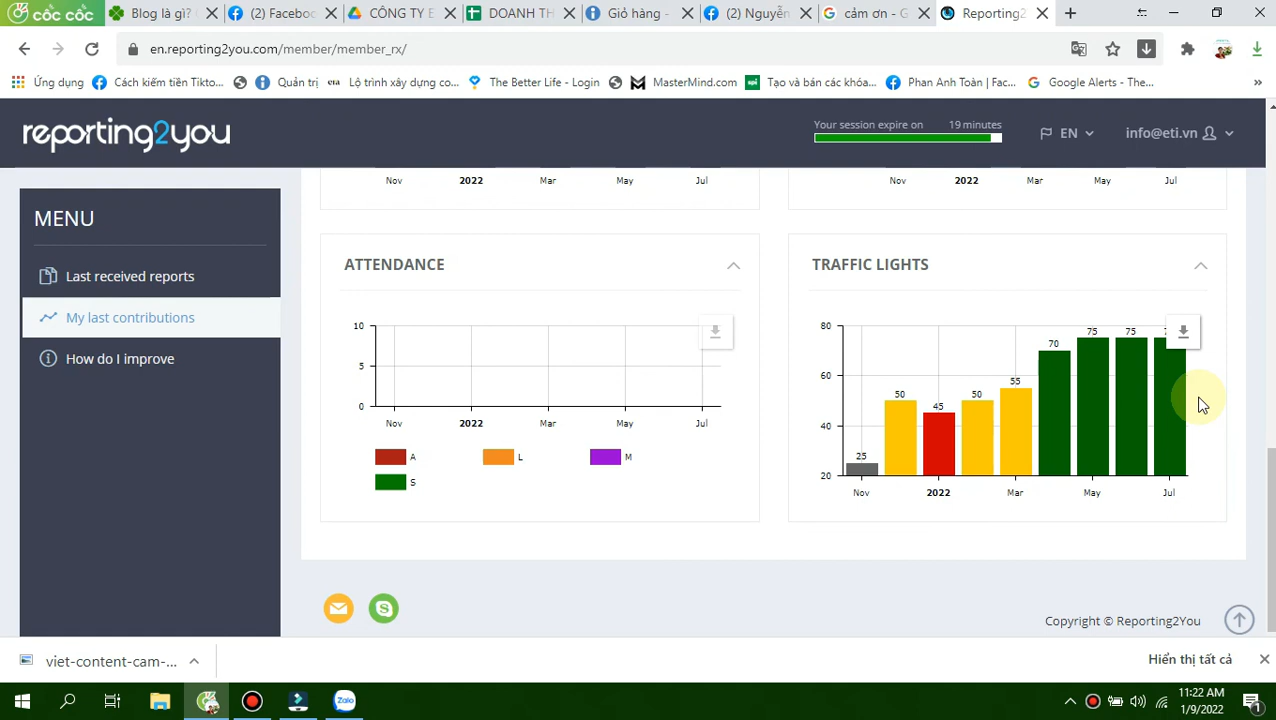 cốc cốc
Blog là gì?
(2) Facebo
CÔNG TY E
DOANH TH
Giỏ hàng -
(Nguyên
cảm ơn - G
Reporting2
en.reporting2you.com/member/member_rx/
Ứng dụng
Cách kiếm tiền Tikto...
Quản trị
Lộ trình xây dựng co...
The Better Life - Login
MasterMind.com
Tạo và bán các khóa...
Phan Anh Toàn | Fac...
Google Alerts - The...
»
reporting2you
Your session expire on 19 minutes
EN
info@eti.vn
MENU
Last received reports
My last contributions
How do I improve
Nov 2022 Mar May Jul
Nov 2022 Mar May Jul
ATTENDANCE
10
5
0
Nov 2022 Mar May Jul
A L M
S
TRAFFIC LIGHTS
80
60
40
20
25 50 45 50 55 70 75 75
Nov 2022 Mar May Jul
Copyright © Reporting2You
viet-content-cam-...
Hiển thị tất cả
Zalo
11:22 AM
1/9/2022
1